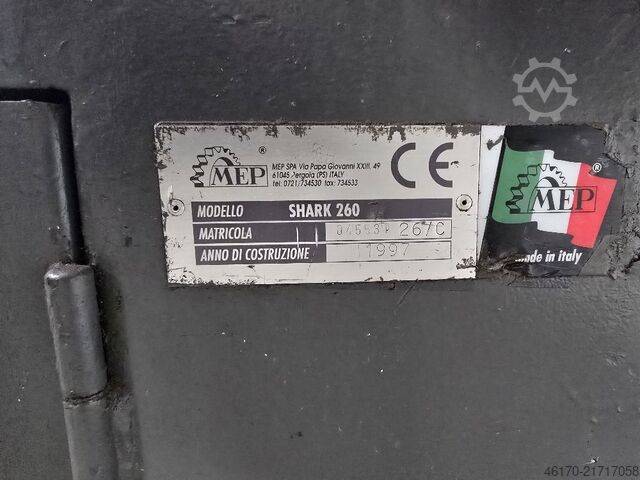 MEP®
MEP SPA Via Papa Giovanni XXIII, 49
61045 Pergola (PS) ITALY
tel: 0721/734530 fax: 734533
CE
MODELLO SHARK 260
MATRICOLA 267C
ANNO DI COSTRUZIONE 1997
MEP®
made in italy
46170-21717058